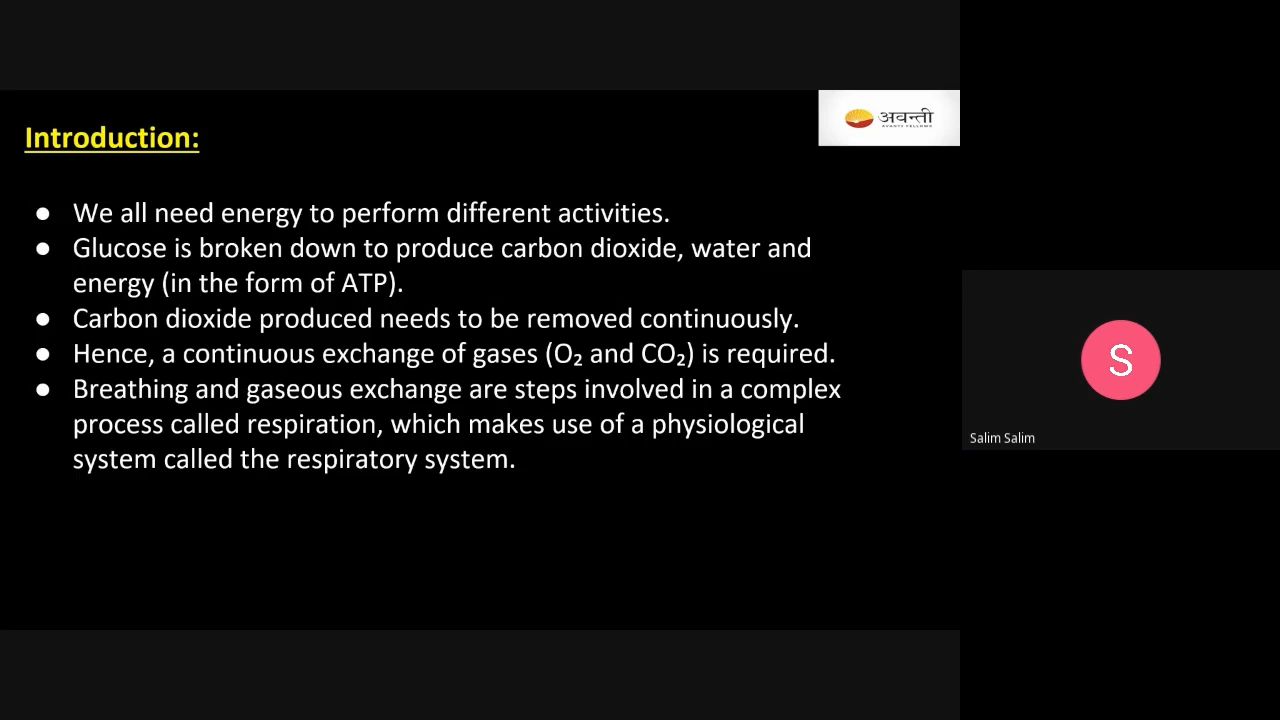 अवन्ती
AVANTI FELLOWS
Introduction:
● We all need energy to perform different activities.
● Glucose is broken down to produce carbon dioxide, water and
energy (in the form of ATP).
● Carbon dioxide produced needs to be removed continuously.
● Hence, a continuous exchange of gases (O₂ and CO₂) is required.
● Breathing and gaseous exchange are steps involved in a complex
process called respiration, which makes use of a physiological
system called the respiratory system.
S
Salim Salim